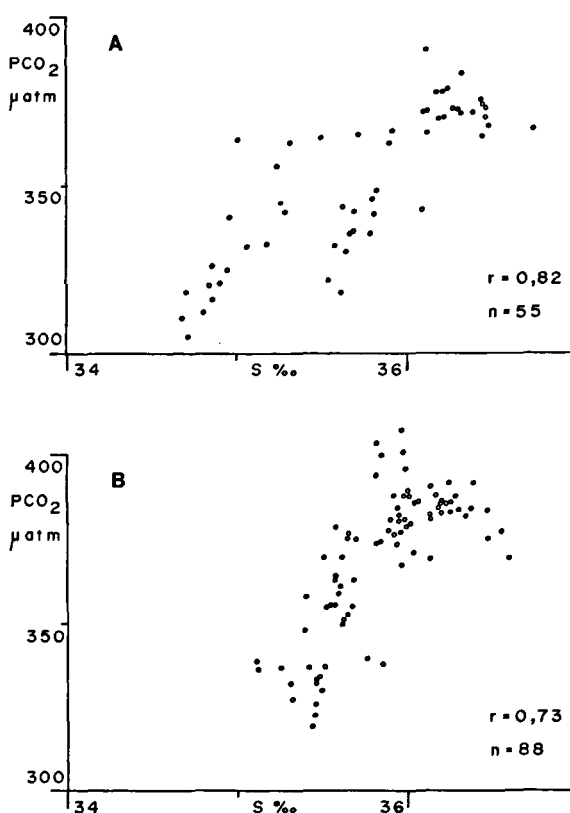 400
A
PCO2
µatm
350
r = 0,82
n = 55
300
34 S ‰ 36
400
B
PCO2
µatm
350
r = 0,73
n = 88
300
34 S ‰ 36